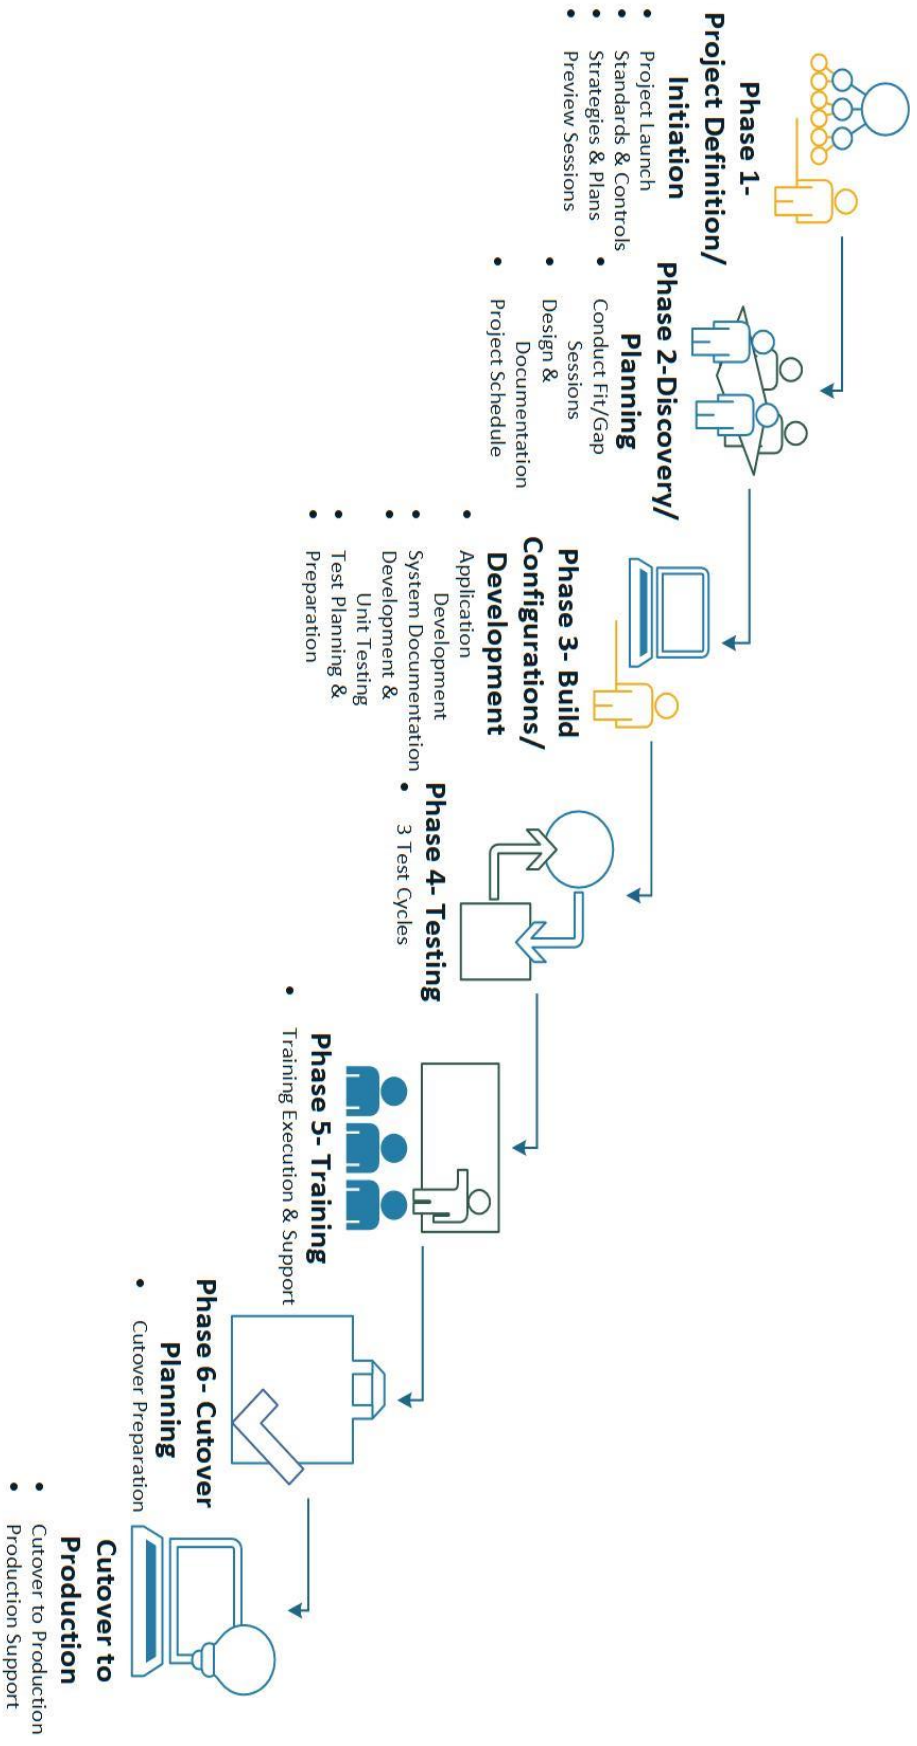 Phase 1-
Project Definition/
Initiation
• Project Launch
• Standards & Controls
• Strategies & Plans
• Preview Sessions
Phase 2-Discovery/
Planning
• Conduct Fit/Gap
Sessions
• Design &
Documentation
• Project Schedule
Phase 3- Build
Configurations/
Development
• Application
Development
• System Documentation
• Development &
Unit Testing
• Test Planning &
• Preparation
Phase 4- Testing
• 3 Test Cycles
Phase 5- Training
• Training Execution & Support
Phase 6- Cutover
Planning
• Cutover Preparation
Cutover to
Production
• Cutover to Production
• Production Support